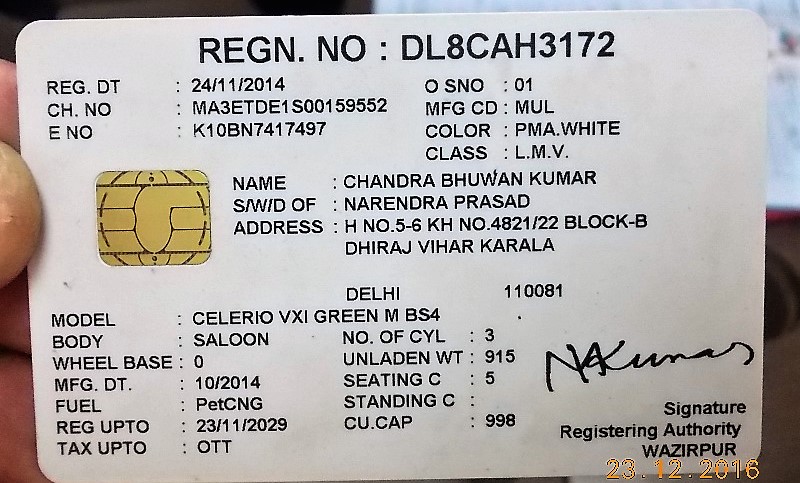 REGN. NO : DL8CAH3172
REG. DT : 24/11/2014 O SNO : 01
CH. NO : MA3ETDE1S00159552 MFG CD : MUL
E NO : K10BN7417497 COLOR : PMA.WHITE
CLASS : L.M.V.
NAME : CHANDRA BHUWAN KUMAR
S/W/D OF : NARENDRA PRASAD
ADDRESS : H NO.5-6 KH NO.4821/22 BLOCK-B
DHIRAJ VIHAR KARALA
DELHI 110081
MODEL : CELERIO VXI GREEN M BS4
BODY : SALOON NO. OF CYL : 3
WHEEL BASE : 0 UNLADEN WT : 915
MFG. DT. : 10/2014 SEATING C : 5
FUEL : PetCNG STANDING C :
REG UPTO : 23/11/2029 CU.CAP : 998
TAX UPTO : OTT
NKKumar
Signature
Registering Authority
WAZIRPUR
23.12.2016